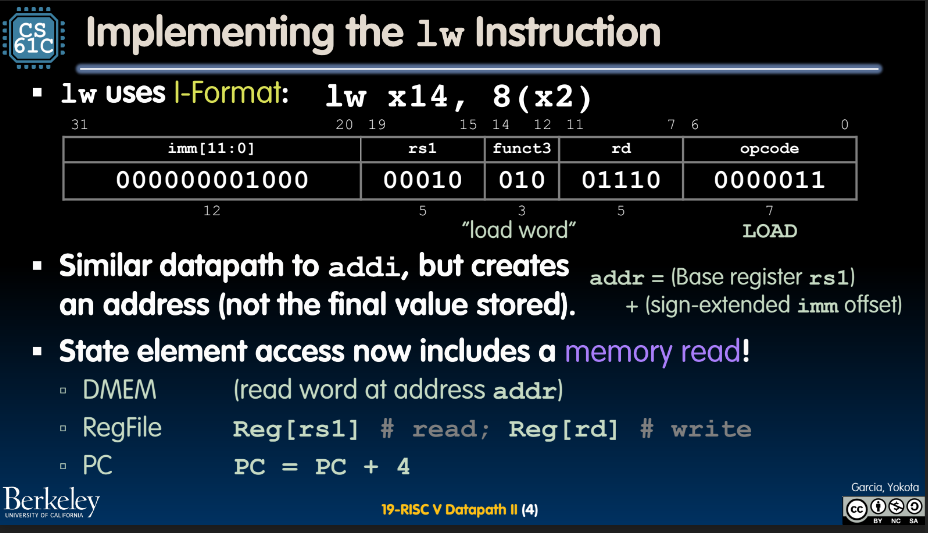 CS
61C
Implementing the lw Instruction
▪ lw uses I-Format: lw x14, 8(x2)
31 20 19 15 14 12 11 7 6 0
imm[11:0] rs1 funct3 rd opcode
000000001000 00010 010 01110 0000011
12 5 3 5 7
"load word" LOAD
▪ Similar datapath to addi, but creates
an address (not the final value stored).
addr = (Base register rs1)
+ (sign-extended imm offset)
▪ State element access now includes a memory read!
▫ DMEM (read word at address addr)
▫ RegFile Reg[rs1] # read; Reg[rd] # write
▫ PC PC = PC + 4
Berkeley
UNIVERSITY OF CALIFORNIA
19-RISC V Datapath II (4)
Garcia, Yokota
cc
BY NC SA